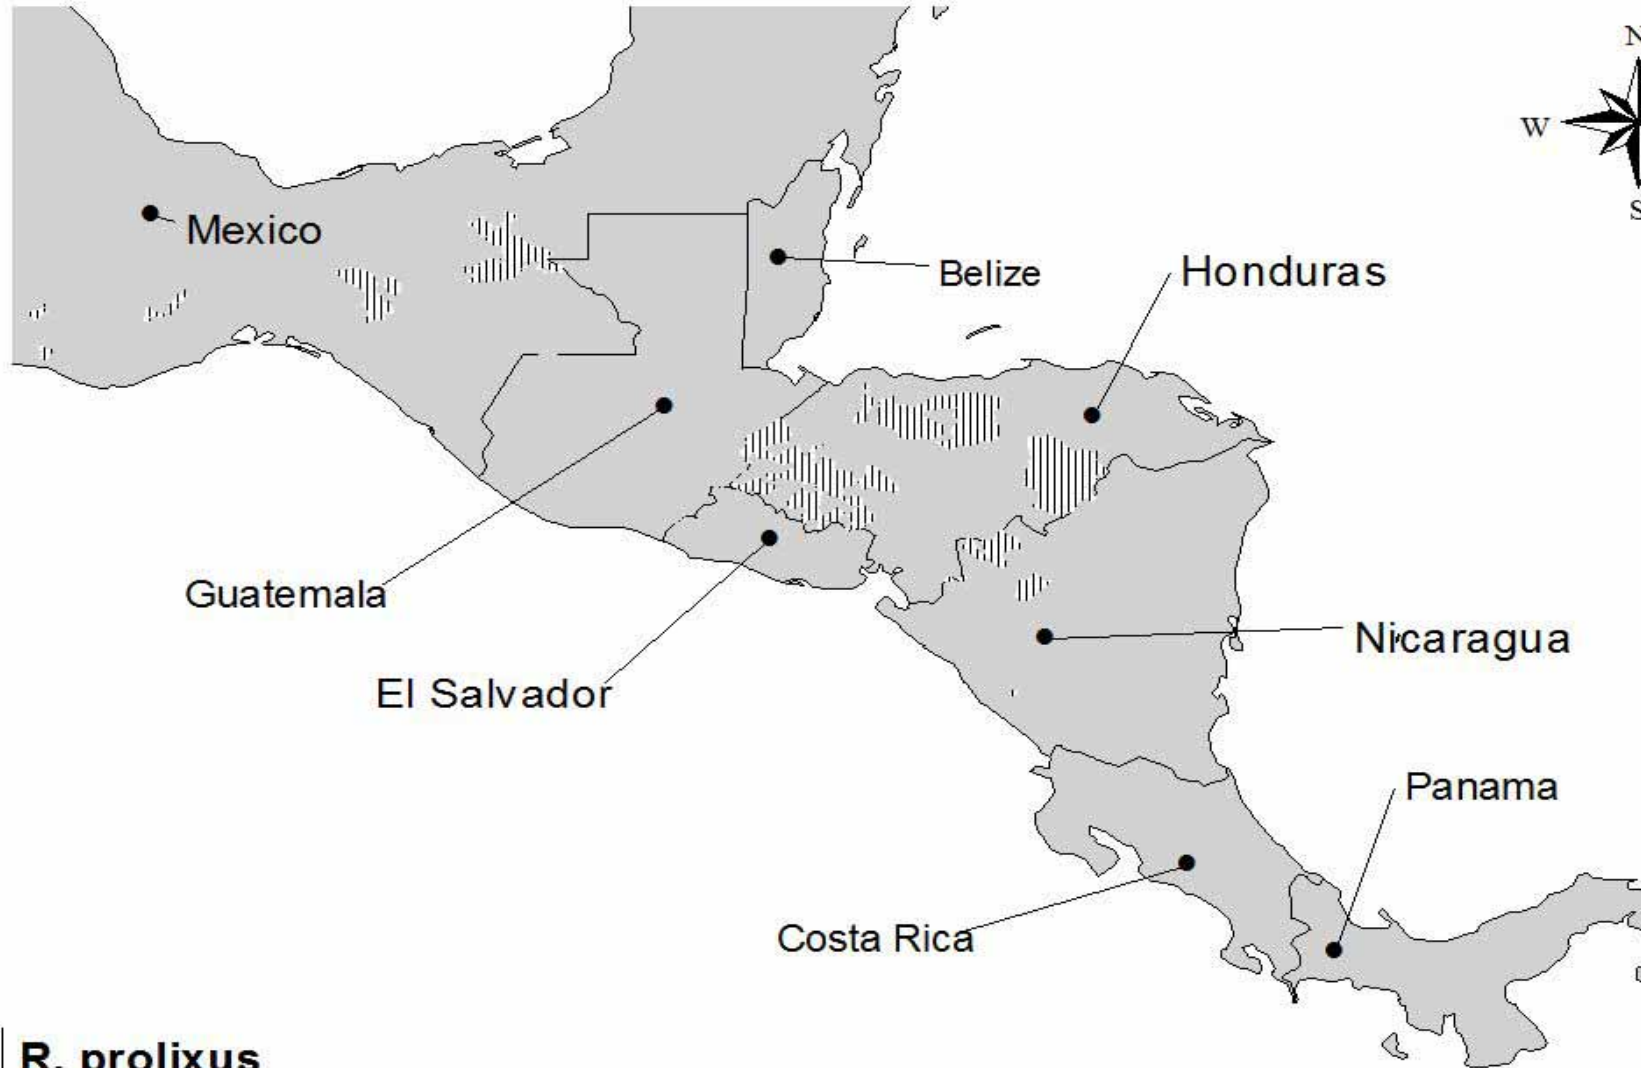 N
W
S
Mexico
Belize
Honduras
Guatemala
El Salvador
Nicaragua
Panama
Costa Rica
R. prolixus